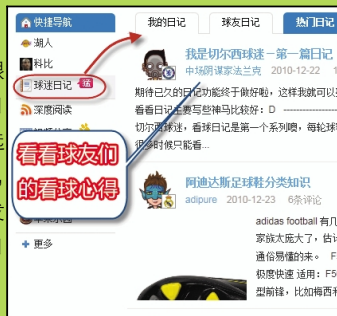 快捷导航
我的日记
球友日记
热门日记
湖人
科比
球迷日记
深度阅读
更多
看看球友们
的看球心得
我是切尔西球迷－第一篇日记
中场阴谋家法兰克 2010-12-22
期待已久的日记功能终于做好啦，这样我就可以
看看日记主要写些神马比较好：D
切尔西球迷，看球日记是第一个系列噢，每轮球
很多时候只能看...
阿迪达斯足球鞋分类知识
adipure 2010-12-23 6条评论
adidas football 有几
家族太庞大了，估计
通俗易懂的来。 F
极度快速 适用：F5
型前锋，比如梅西和